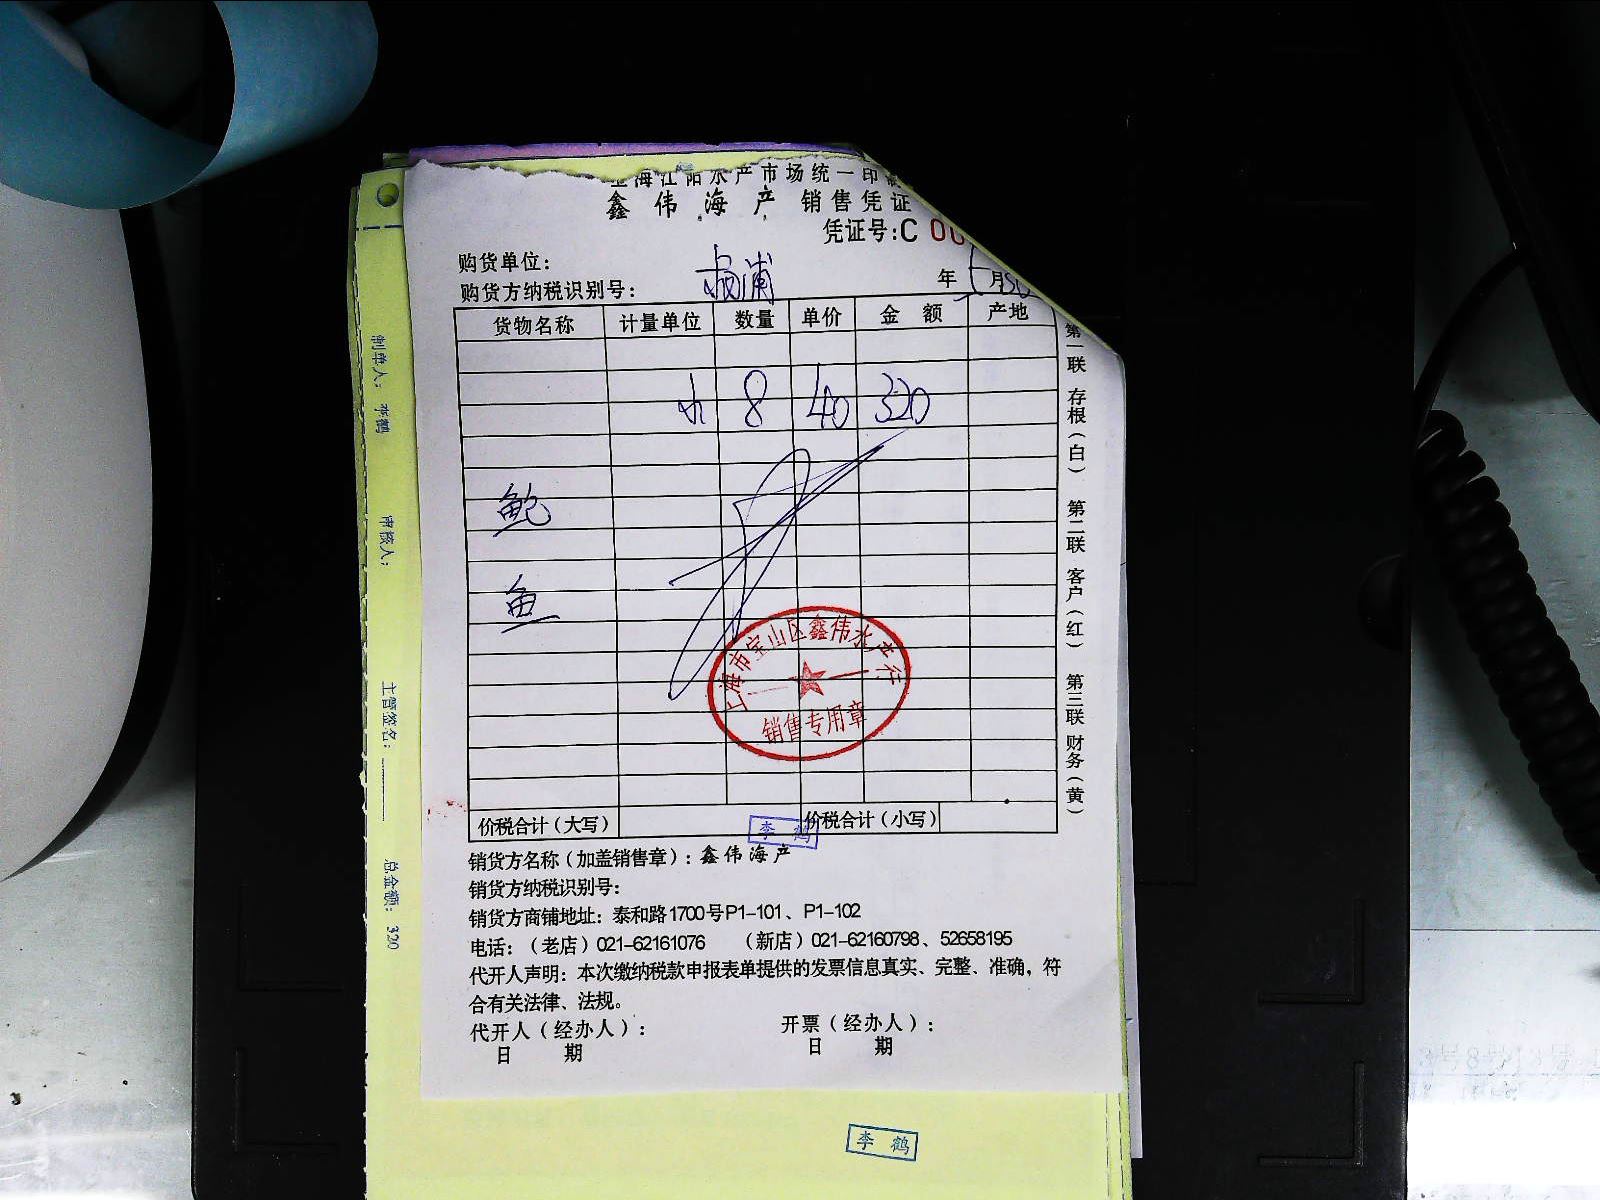 上海江阳水产市场统一印制
鑫伟海产 销售凭证
凭证号:C 00
购货单位:
购货方纳税识别号:
年 月30
货物名称 计量单位 数量 单价 金额 产地
小 8 40 320
鲍
鱼
上海市宝山区鑫伟水产行
销售专用章
价税合计(大写) 价税合计(小写)
李鹤
销货方名称(加盖销售章):鑫伟海产
销货方纳税识别号:
销货方商铺地址:泰和路1700号P1-101、P1-102
电话:(老店)021-62161076 (新店)021-62160798、52658195
代开人声明:本次缴纳税款申报表单提供的发票信息真实、完整、准确,符
合有关法律、法规。
代开人(经办人): 开票(经办人):
日 期 日 期
第一联 存根(白) 第二联 客户(红) 第三联 财务(黄)
制单人: 李鹤 审核人: 主管签名: 总金额: 320
李鹤